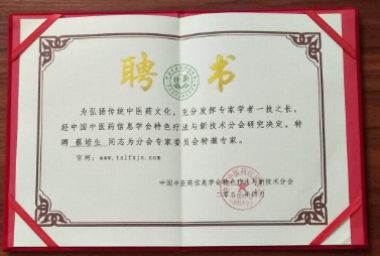 聘书
为弘扬传统中医药文化，充分发挥专家学者一技之长。
经中国中医药信息学会特色疗法与新技术分会研究决定，特
聘 蔡培生 同志为分会专家委员会特邀专家。
官网：www.tslfxjs.com
中国中医药信息学会特色疗法与新技术分会